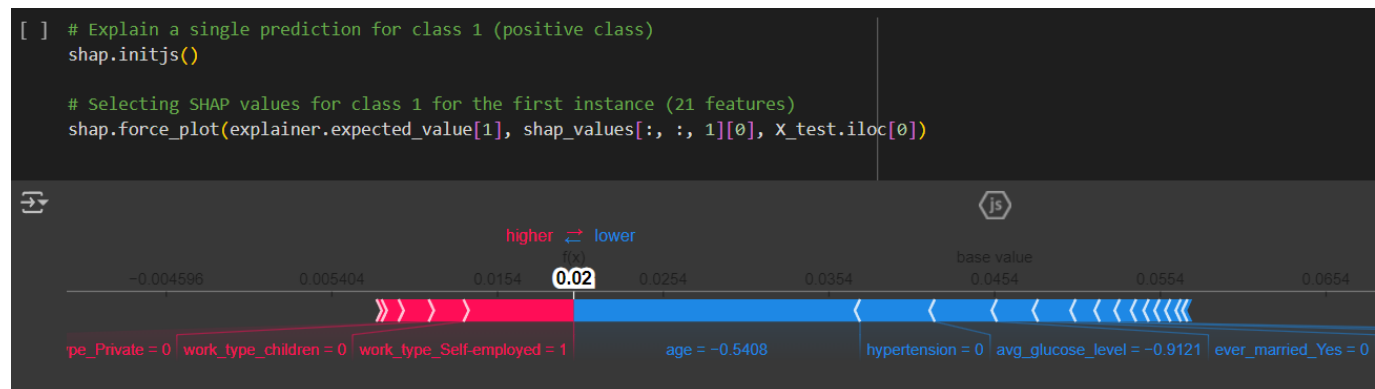 [ ] # Explain a single prediction for class 1 (positive class)
shap.initjs()
# Selecting SHAP values for class 1 for the first instance (21 features)
shap.force_plot(explainer.expected_value[1], shap_values[:, :, 1][0], X_test.iloc[0])
js
higher ⇄ lower
f(x) base value
−0.004596 0.005404 0.0154 0.02 0.0254 0.0354 0.0454 0.0554 0.0654
pe_Private = 0 work_type_children = 0 work_type_Self-employed = 1 age = −0.5408 hypertension = 0 avg_glucose_level = −0.9121 ever_married_Yes = 0